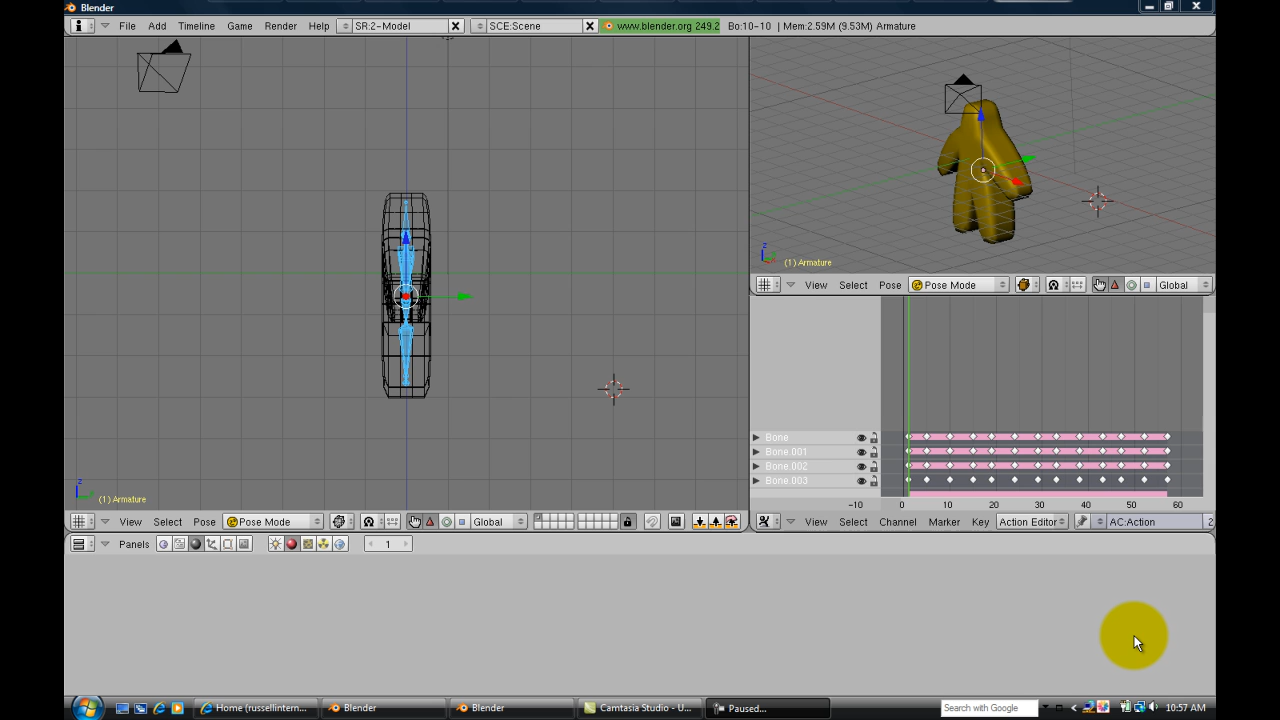 Blender
File Add Timeline Game Render Help SR:2-Model SCE:Scene www.blender.org 249.2 Bo:10-10 | Mem:2.59M (9.53M) Armature
z
(1) Armature
View Select Pose Pose Mode Global
z
(1) Armature
View Select Pose Pose Mode Global
Bone
Bone.001
Bone.002
Bone.003
-10 0 10 20 30 40 50 60
View Select Channel Marker Key Action Editor AC:Action 2
Panels 1
Home (russellintern... Blender Blender Camtasia Studio - U... Paused... Search with Google 10:57 AM